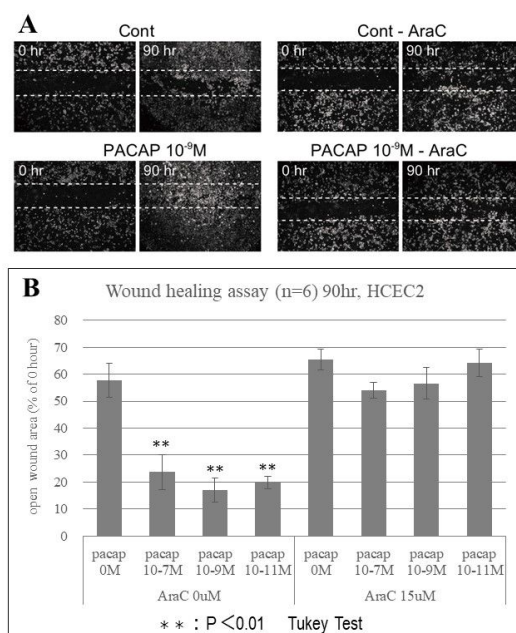 A
Cont
Cont - AraC
0 hr
90 hr
0 hr
90 hr
PACAP 10⁻⁹M
PACAP 10⁻⁹M - AraC
0 hr
90 hr
0 hr
90 hr
B
Wound healing assay (n=6) 90hr, HCEC2
open wound area (% of 0 hour)
80
70
60
50
40
30
20
10
0
**
**
**
pacap 0M
pacap 10-7M
pacap 10-9M
pacap 10-11M
pacap 0M
pacap 10-7M
pacap 10-9M
pacap 10-11M
AraC 0uM
AraC 15uM
** : P <0.01 Tukey Test